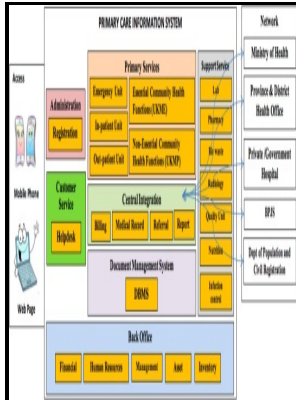 PRIMARY CARE INFORMATION SYSTEM
Network
Access
Mobile Phone
Web Page
Administration
Registration
Customer
Service
Helpdesk
Primary Services
Emergency Unit
In-patient Unit
Out-patient Unit
Essential Community Health
Functions (UKME)
Non-Essential Community
Health Functions (UKMP)
Central Integration
Billing
Medical Record
Referral
Report
Document Management System
DBMS
Support Service
Lab
Pharmacy
Radiology
Quality Unit
Nutrition
Infection
control
Back Office
Financial
Human Resources
Management
Asset
Inventory
Ministry of Health
Province & District
Health Office
Private /Government
Hospital
BPJS
Dept of Population and
Civil Registration